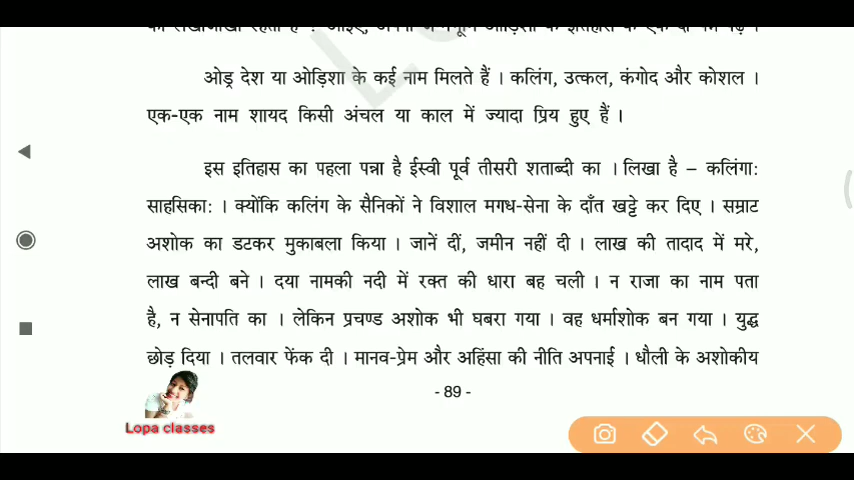 ओड्र देश या ओड़िशा के कई नाम मिलते हैं । कलिंग, उत्कल, कंगोद और कोशल ।
एक-एक नाम शायद किसी अंचल या काल में ज्यादा प्रिय हुए हैं ।
इस इतिहास का पहला पन्ना है ईस्वी पूर्व तीसरी शताब्दी का । लिखा है – कलिंगा:
साहसिका: । क्योंकि कलिंग के सैनिकों ने विशाल मगध-सेना के दाँत खट्टे कर दिए । सम्राट
अशोक का डटकर मुकाबला किया । जानें दीं, जमीन नहीं दी । लाख की तादाद में मरे,
लाख बन्दी बने । दया नामकी नदी में रक्त की धारा बह चली । न राजा का नाम पता
है, न सेनापति का । लेकिन प्रचण्ड अशोक भी घबरा गया । वह धर्माशोक बन गया । युद्ध
छोड़ दिया । तलवार फेंक दी । मानव-प्रेम और अहिंसा की नीति अपनाई । धौली के अशोकीय
- 89 -
Lopa classes